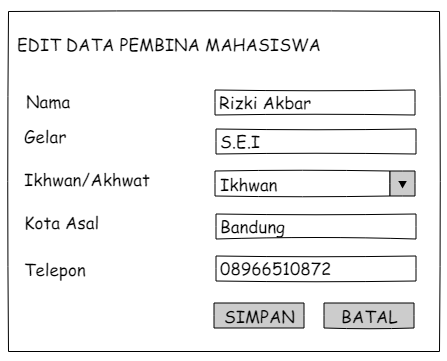 EDIT DATA PEMBINA MAHASISWA
Nama Rizki Akbar
Gelar S.E.I
Ikhwan/Akhwat Ikhwan
Kota Asal Bandung
Telepon 08966510872
SIMPAN BATAL